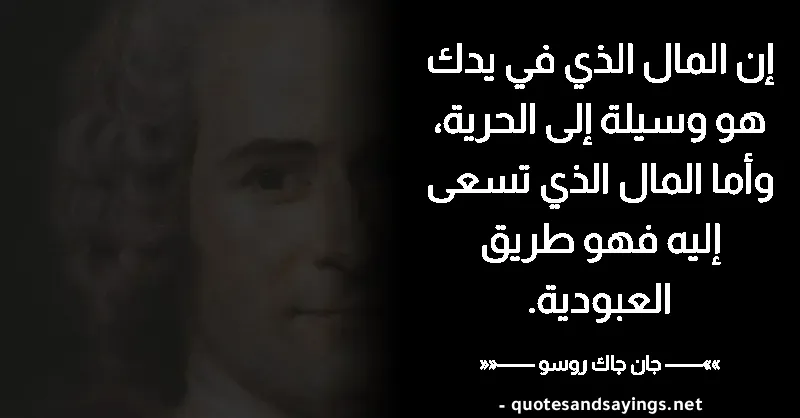 إن المال الذي في يدك
هو وسيلة إلى الحرية،
وأما المال الذي تسعى
إليه فهو طريق
العبودية.
»»—— جان جاك روسو ——««
- quotesandsayings.net